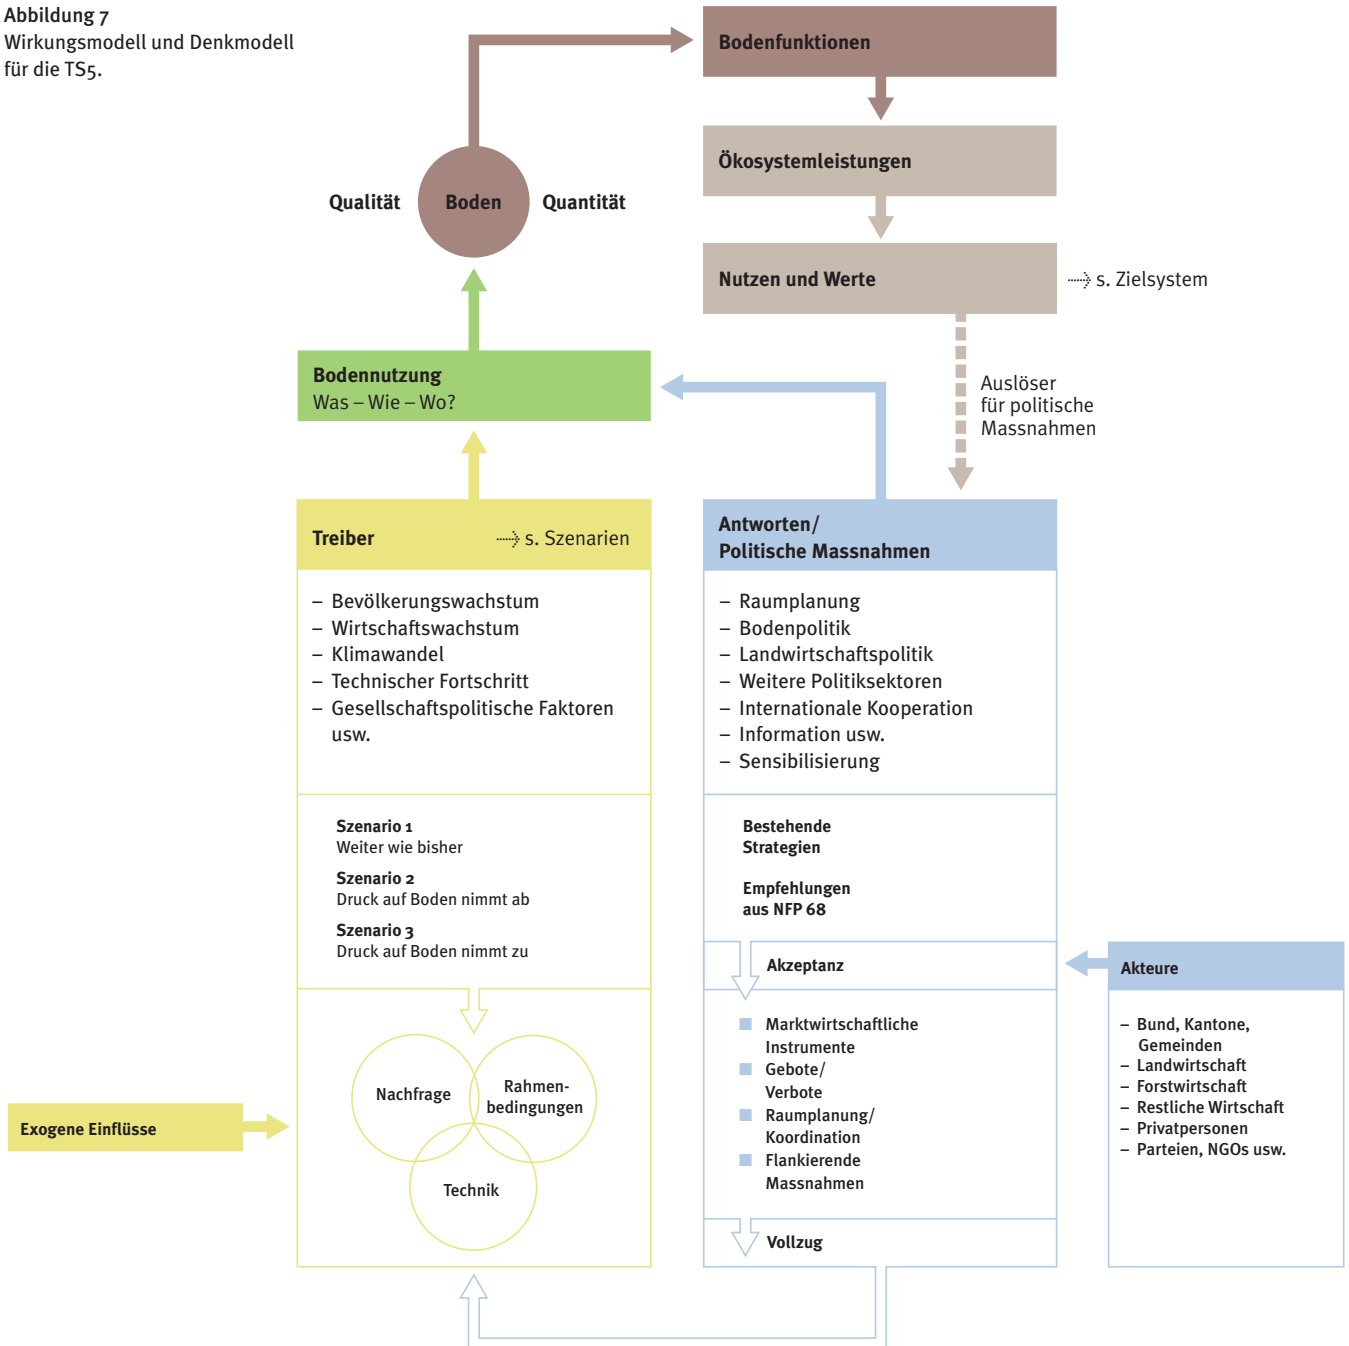 Abbildung 7
Wirkungsmodell und Denkmodell
für die TS5.
Bodenfunktionen
Ökosystemleistungen
Qualität
Boden
Quantität
Nutzen und Werte
s. Zielsystem
Bodennutzung
Was – Wie – Wo?
Auslöser
für politische
Massnahmen
Treiber
s. Szenarien
– Bevölkerungswachstum
– Wirtschaftswachstum
– Klimawandel
– Technischer Fortschritt
– Gesellschaftspolitische Faktoren
usw.
Szenario 1
Weiter wie bisher
Szenario 2
Druck auf Boden nimmt ab
Szenario 3
Druck auf Boden nimmt zu
Nachfrage
Rahmen-
bedingungen
Technik
Exogene Einflüsse
Antworten/
Politische Massnahmen
– Raumplanung
– Bodenpolitik
– Landwirtschaftspolitik
– Weitere Politiksektoren
– Internationale Kooperation
– Information usw.
– Sensibilisierung
Bestehende
Strategien
Empfehlungen
aus NFP 68
Akzeptanz
Marktwirtschaftliche
Instrumente
Gebote/
Verbote
Raumplanung/
Koordination
Flankierende
Massnahmen
Vollzug
Akteure
– Bund, Kantone,
Gemeinden
– Landwirtschaft
– Forstwirtschaft
– Restliche Wirtschaft
– Privatpersonen
– Parteien, NGOs usw.